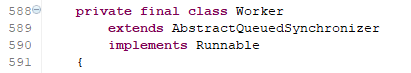 588 private final class Worker
589 extends AbstractQueuedSynchronizer
590 implements Runnable
591 {